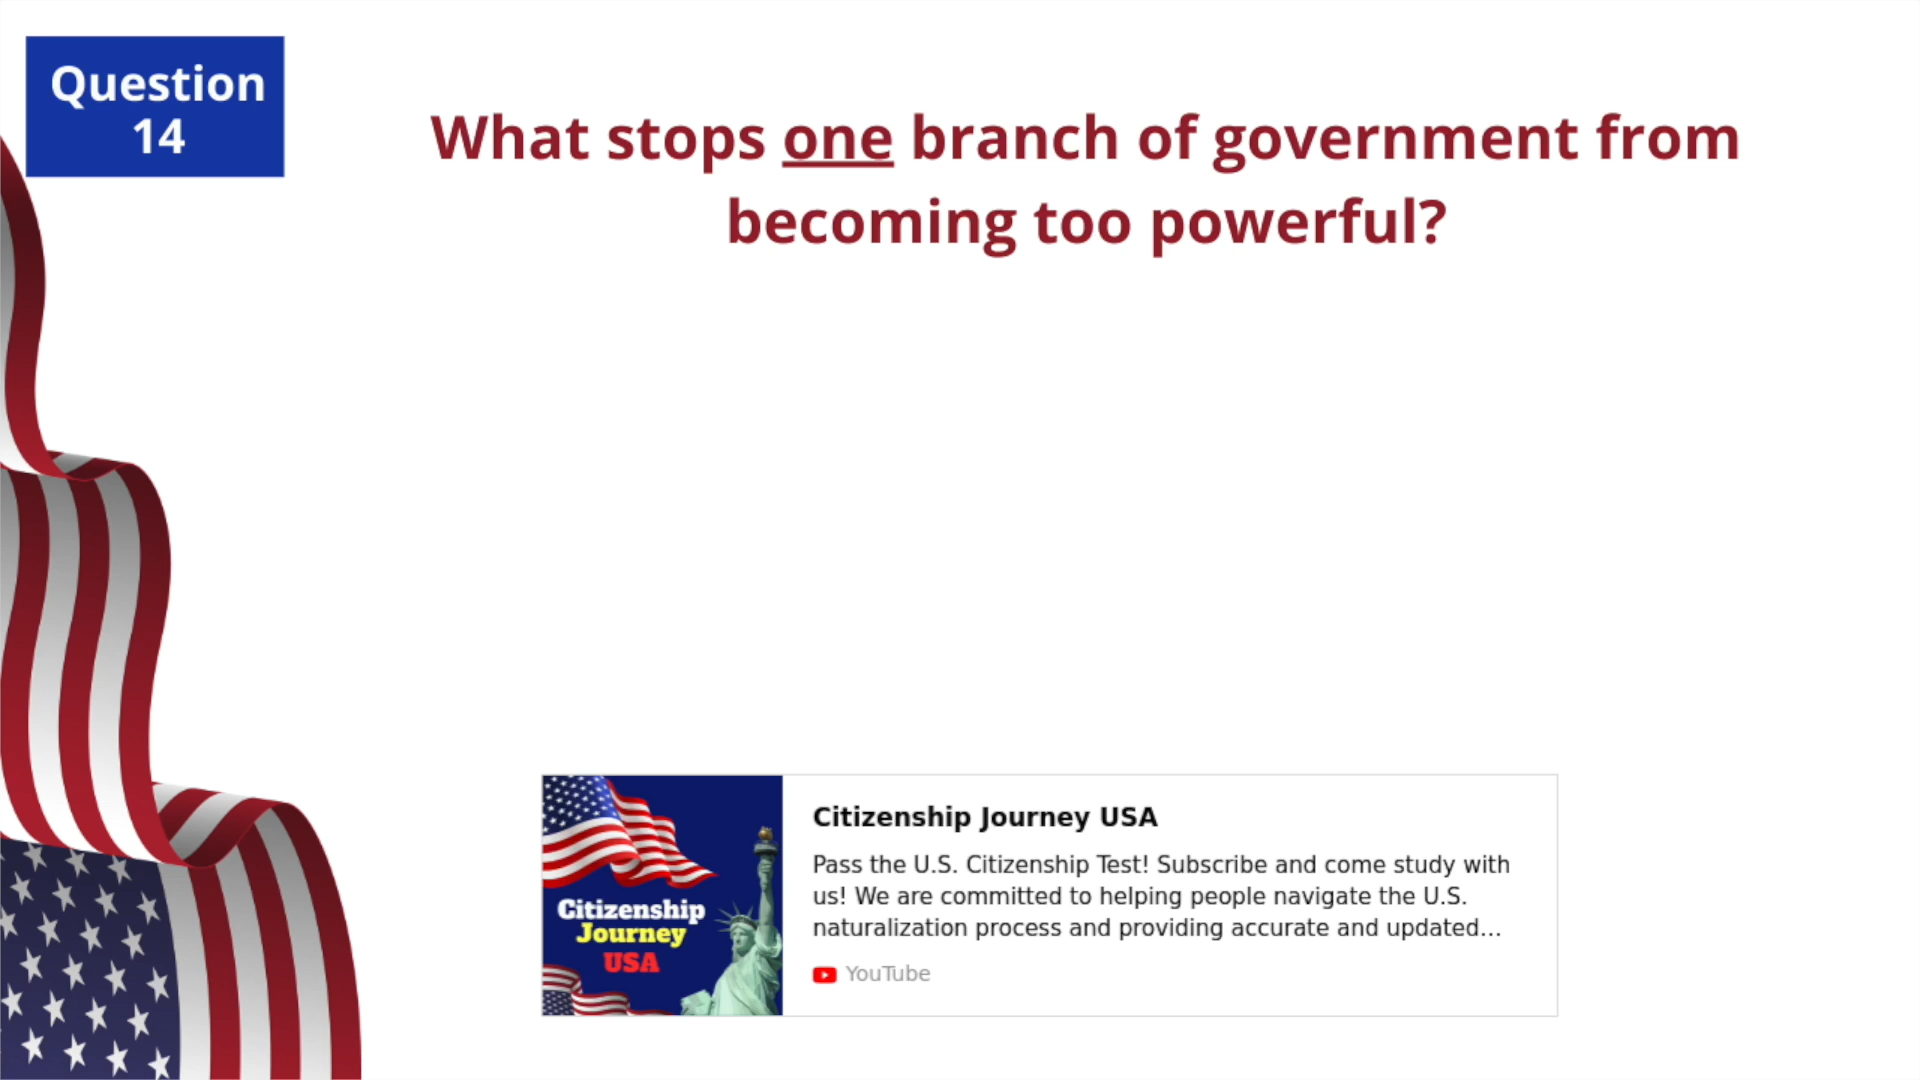 Question
14
What stops one branch of government from
becoming too powerful?
Citizenship
Journey
USA
Citizenship Journey USA
Pass the U.S. Citizenship Test! Subscribe and come study with
us! We are committed to helping people navigate the U.S.
naturalization process and providing accurate and updated...
YouTube